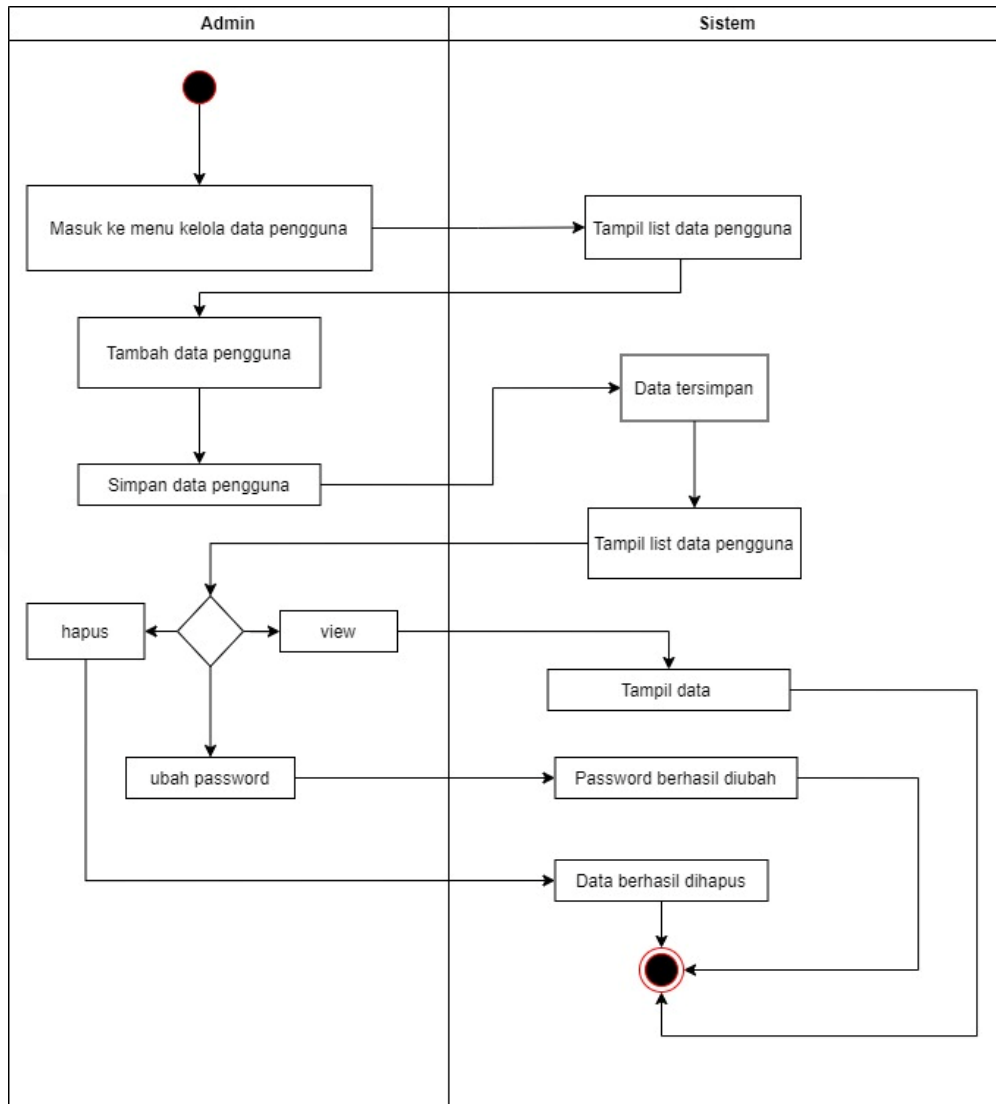 Admin
Sistem
Masuk ke menu kelola data pengguna
Tampil list data pengguna
Tambah data pengguna
Data tersimpan
Simpan data pengguna
Tampil list data pengguna
hapus
view
Tampil data
ubah password
Password berhasil diubah
Data berhasil dihapus